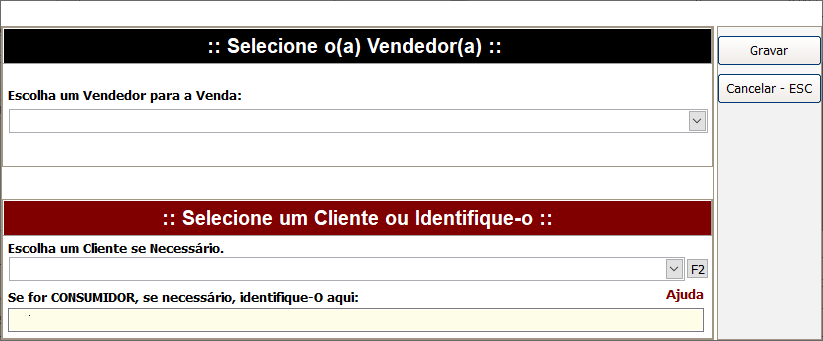 :: Selecione o(a) Vendedor(a) ::
Gravar
Cancelar - ESC
Escolha um Vendedor para a Venda:
:: Selecione um Cliente ou Identifique-o ::
Escolha um Cliente se Necessário.
F2
Se for CONSUMIDOR, se necessário, identifique-O aqui:
Ajuda